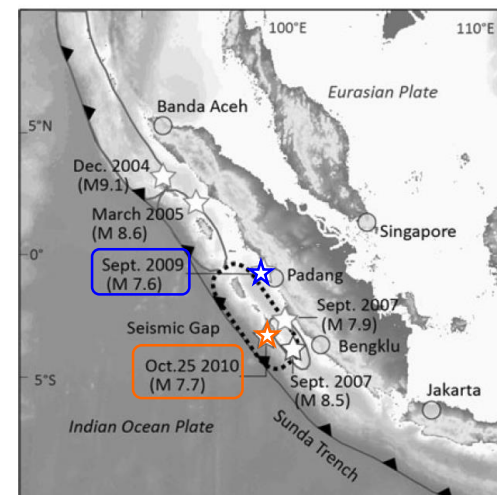 100°E
110°E
Eurasian Plate
Banda Aceh
5°N
Dec. 2004
(M9.1)
March 2005
(M 8.6)
Singapore
0°
Sept. 2009
(M 7.6)
Padang
Sept. 2007
(M 7.9)
Seismic Gap
Bengklu
Oct.25 2010
(M 7.7)
5°S
Sept. 2007
(M 8.5)
Jakarta
Indian Ocean Plate
Sunda Trench